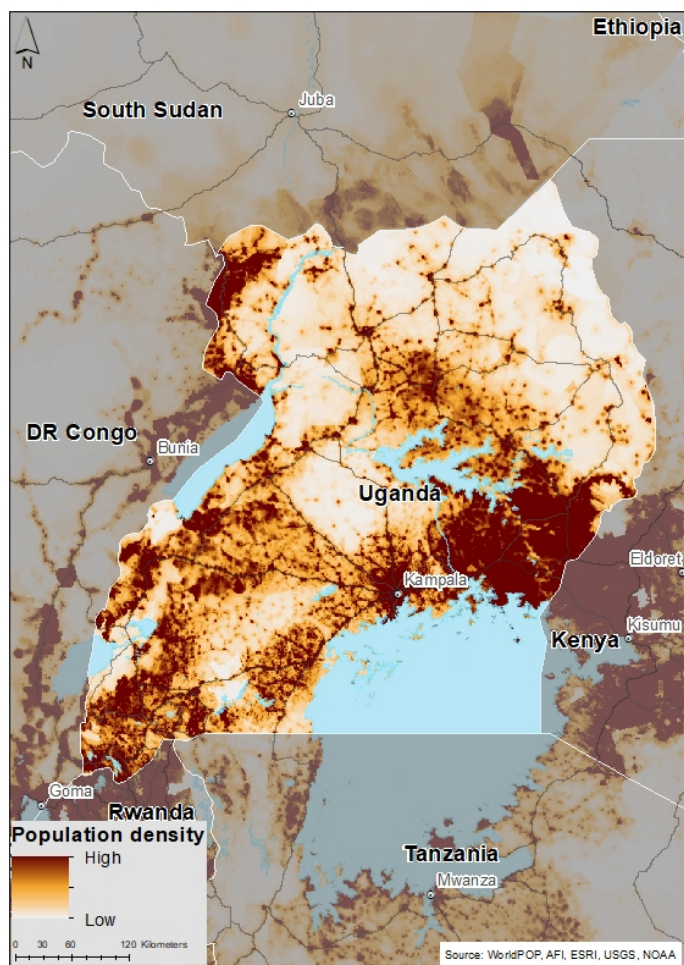 Ethiopia
N
South Sudan
Juba
DR Congo
Bunia
Uganda
Kampala
Eldoret
Kenya
Kisumu
Goma
Rwanda
Tanzania
Mwanza
Population density
High
Low
0 30 60 120 Kilometers
Source: WorldPOP, AFI, ESRI, USGS, NOAA